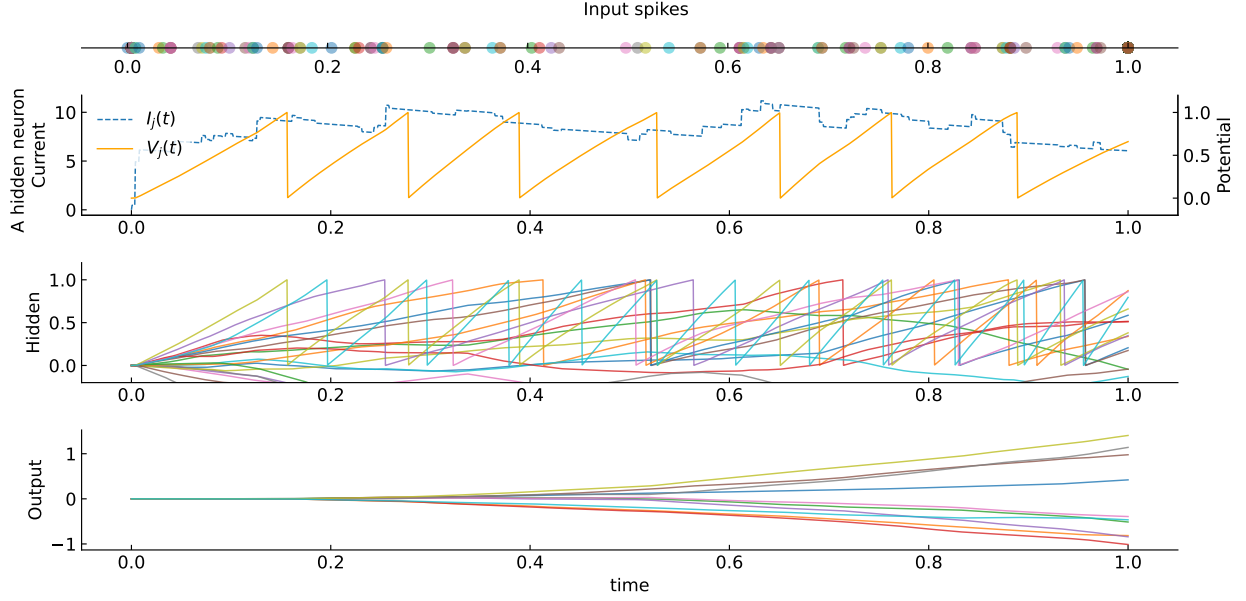 Input spikes
0.0 0.2 0.4 0.6 0.8 1.0
A hidden neuron
Current
10
5
0
I_j(t)
V_j(t)
1.0
0.5
0.0
Potential
0.0 0.2 0.4 0.6 0.8 1.0
Hidden
1.0
0.5
0.0
0.0 0.2 0.4 0.6 0.8 1.0
Output
1
0
−1
0.0 0.2 0.4 0.6 0.8 1.0
time